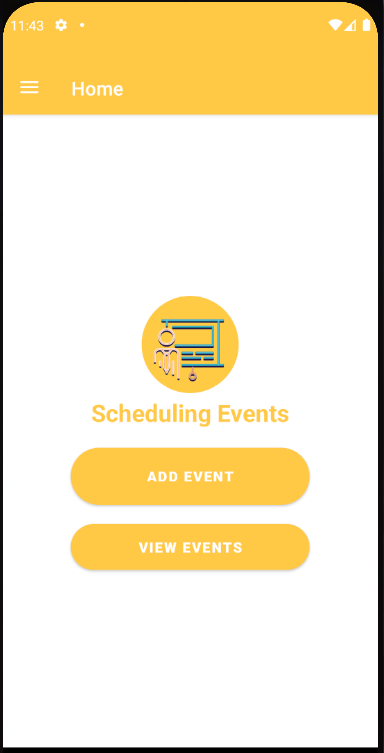 11:43
Home
Scheduling Events
ADD EVENT
VIEW EVENTS